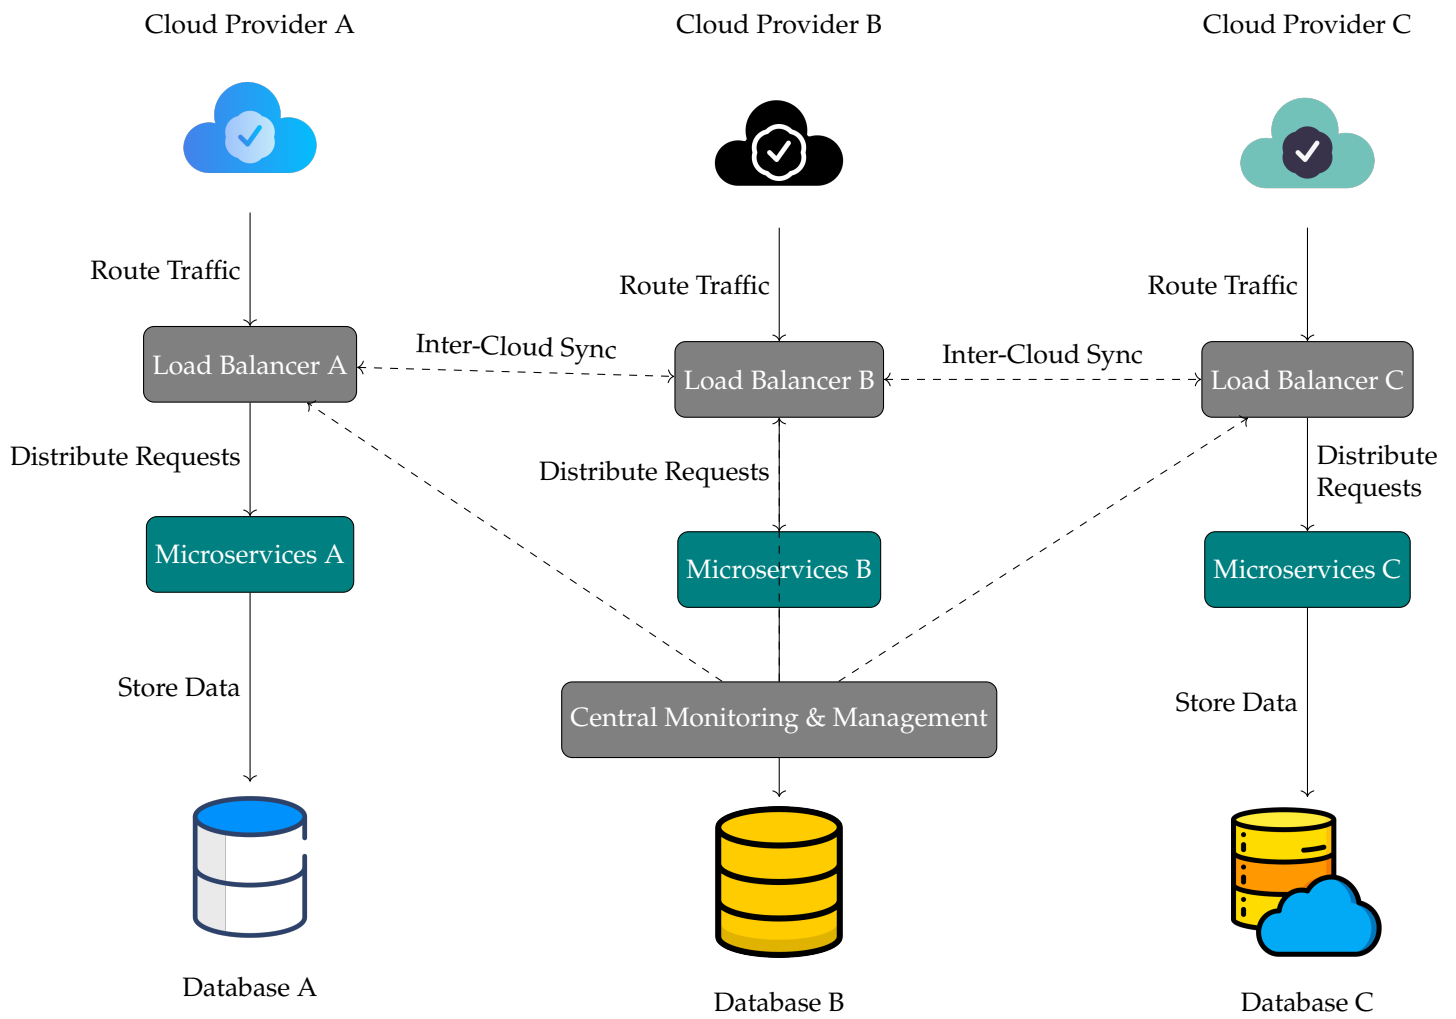 Cloud Provider A
Cloud Provider B
Cloud Provider C
Route Traffic
Route Traffic
Route Traffic
Load Balancer A
Inter-Cloud Sync
Load Balancer B
Inter-Cloud Sync
Load Balancer C
Distribute Requests
Distribute Requests
Distribute
Requests
Microservices A
Microservices B
Microservices C
Store Data
Central Monitoring & Management
Store Data
Database A
Database B
Database C